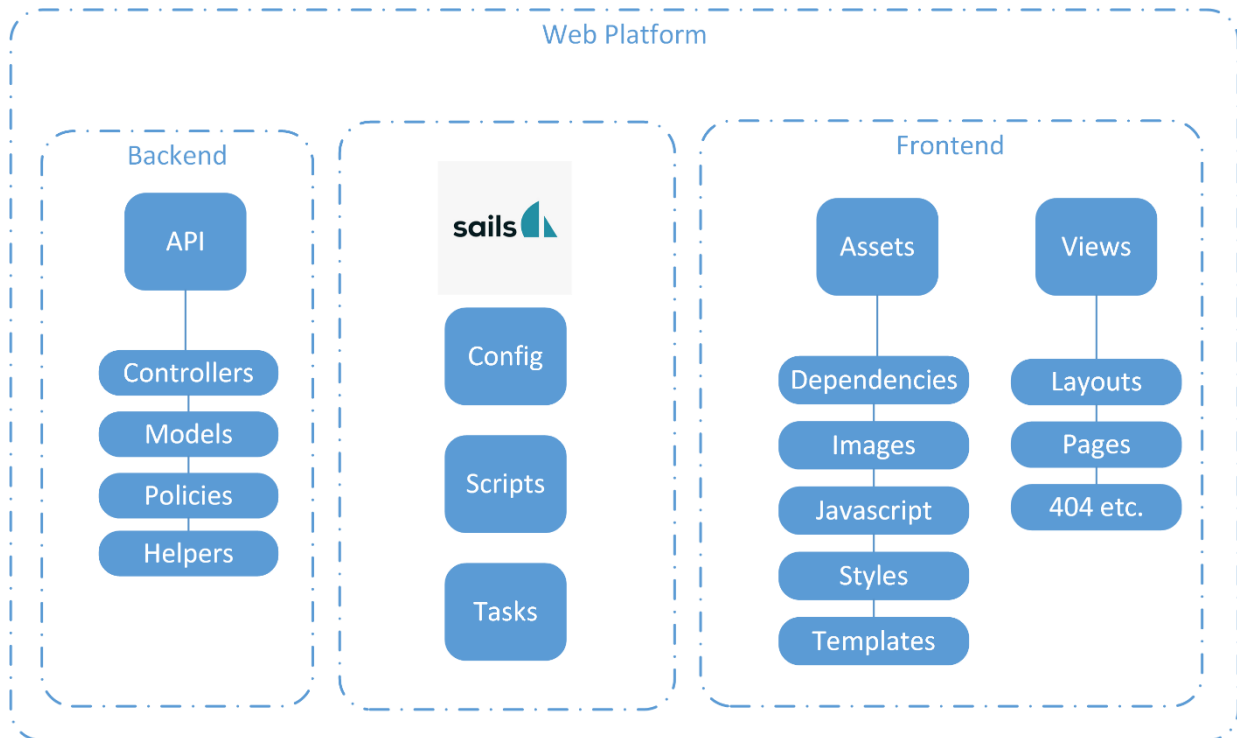 Web Platform
Backend
API
Controllers
Models
Policies
Helpers
sails
Config
Scripts
Tasks
Frontend
Assets
Dependencies
Images
Javascript
Styles
Templates
Views
Layouts
Pages
404 etc.